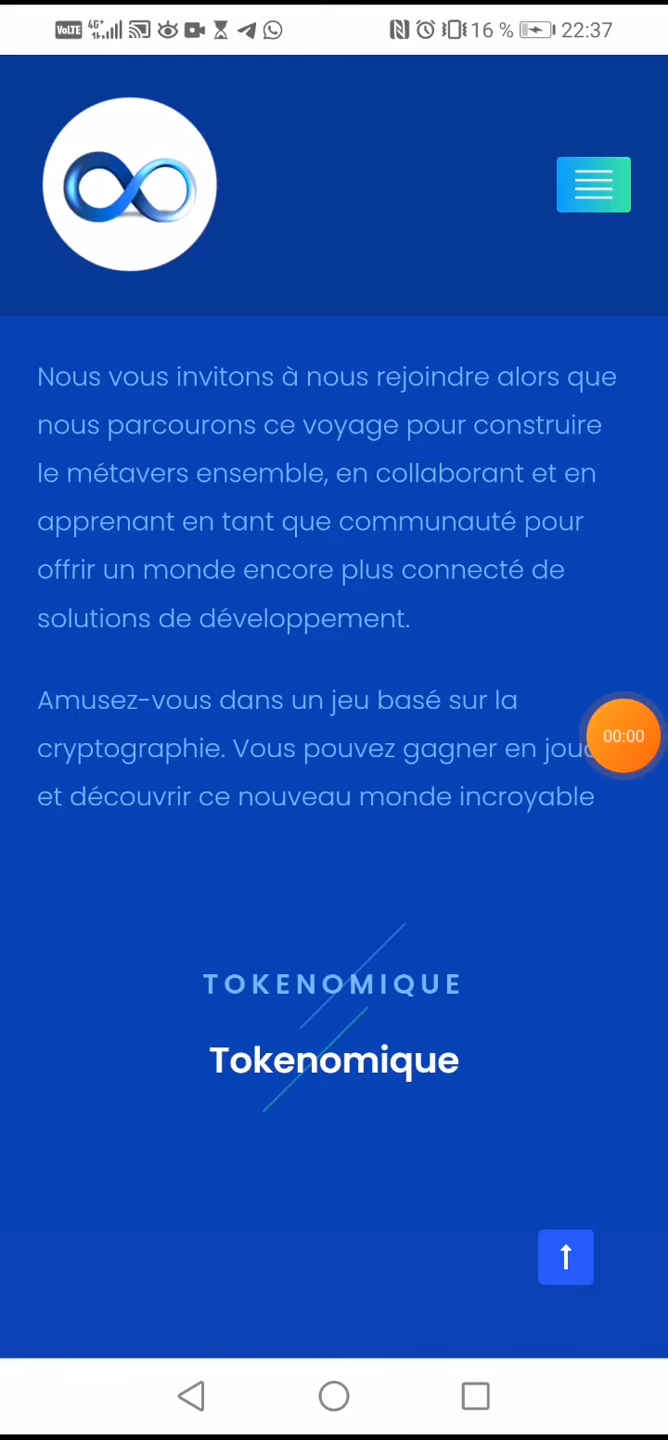 VoLTE 4G+ 16 % 22:37
Nous vous invitons à nous rejoindre alors que
nous parcourons ce voyage pour construire
le métavers ensemble, en collaborant et en
apprenant en tant que communauté pour
offrir un monde encore plus connecté de
solutions de développement.
Amusez-vous dans un jeu basé sur la
cryptographie. Vous pouvez gagner en
00:00
et découvrir ce nouveau monde incroyable
TOKENOMIQUE
Tokenomique